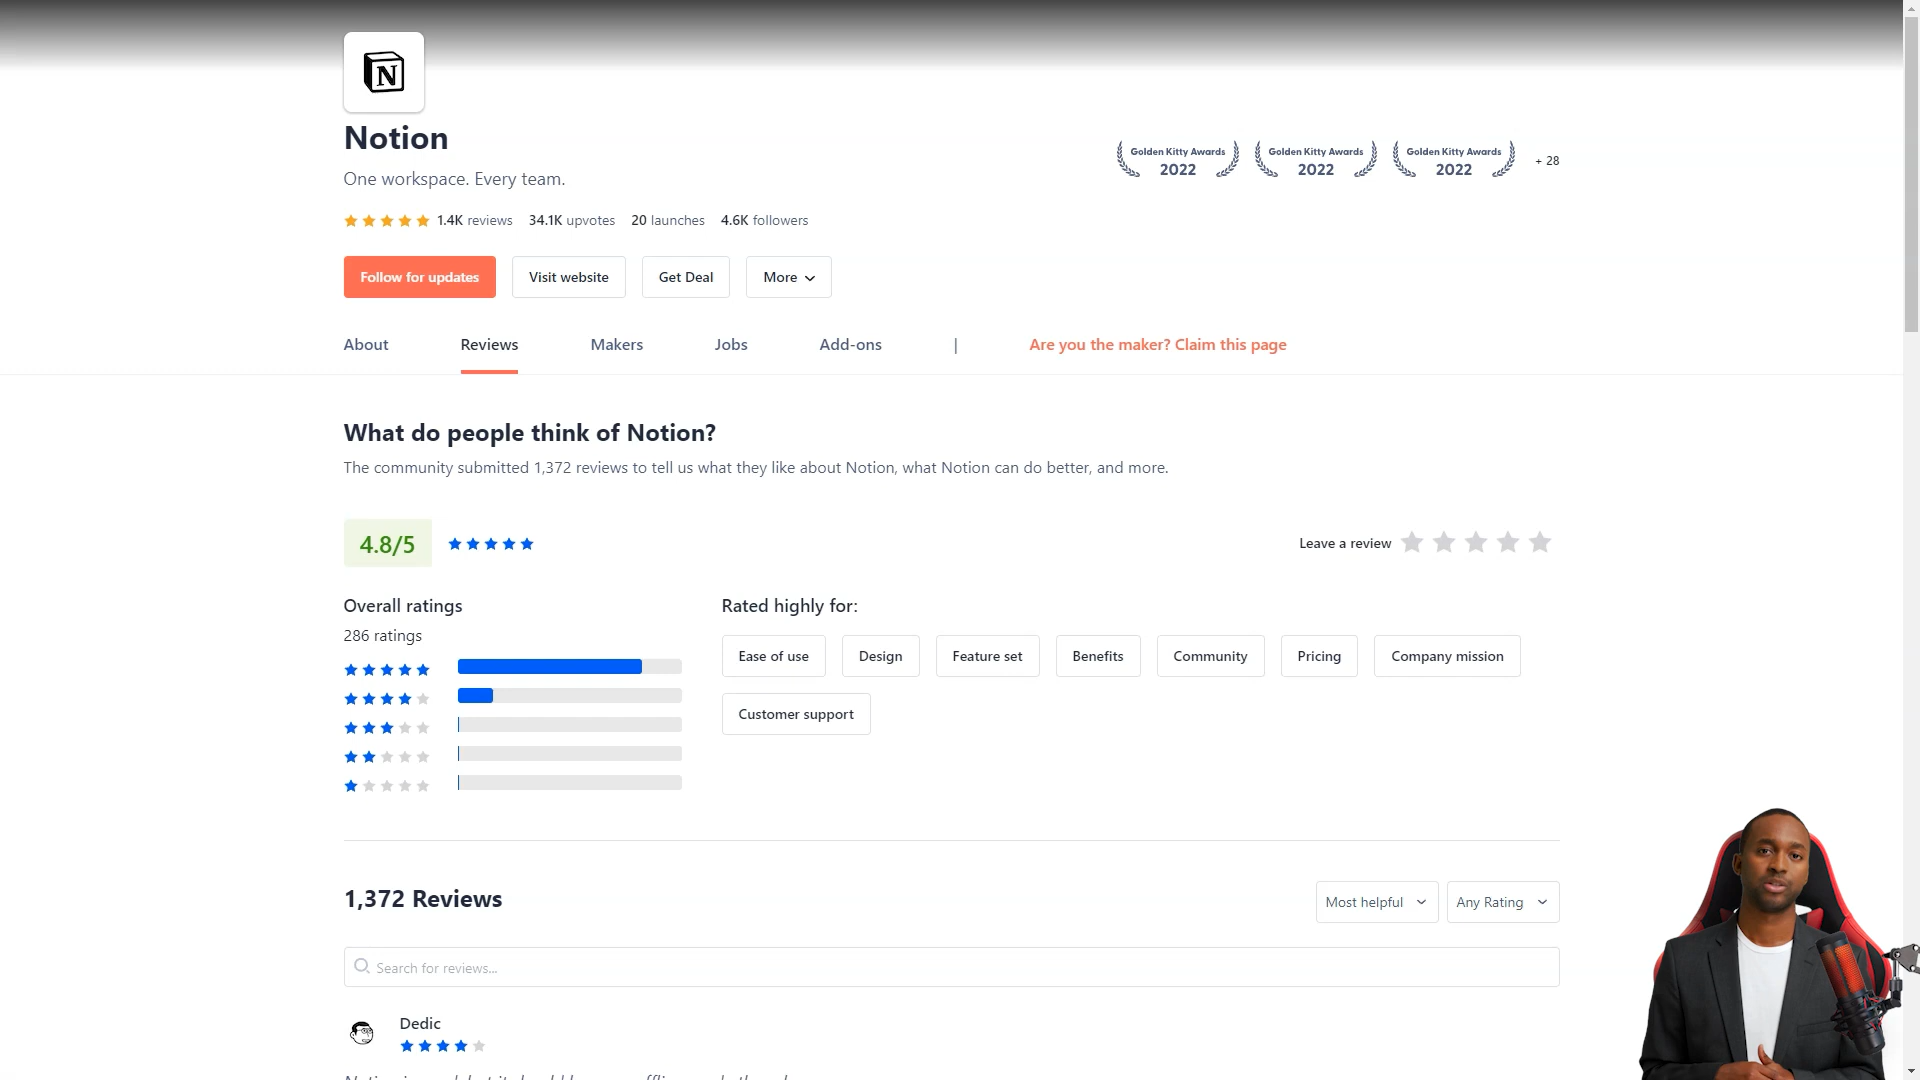 N
Notion
One workspace. Every team.
Golden Kitty Awards
2022
Golden Kitty Awards
2022
Golden Kitty Awards
2022
+ 28
1.4K reviews 34.1K upvotes 20 launches 4.6K followers
Follow for updates Visit website Get Deal More
About Reviews Makers Jobs Add-ons | Are you the maker? Claim this page
What do people think of Notion?
The community submitted 1,372 reviews to tell us what they like about Notion, what Notion can do better, and more.
4.8/5
Leave a review
Overall ratings
286 ratings
Rated highly for:
Ease of use Design Feature set Benefits Community Pricing Company mission
Customer support
1,372 Reviews
Most helpful Any Rating
Search for reviews...
Dedic